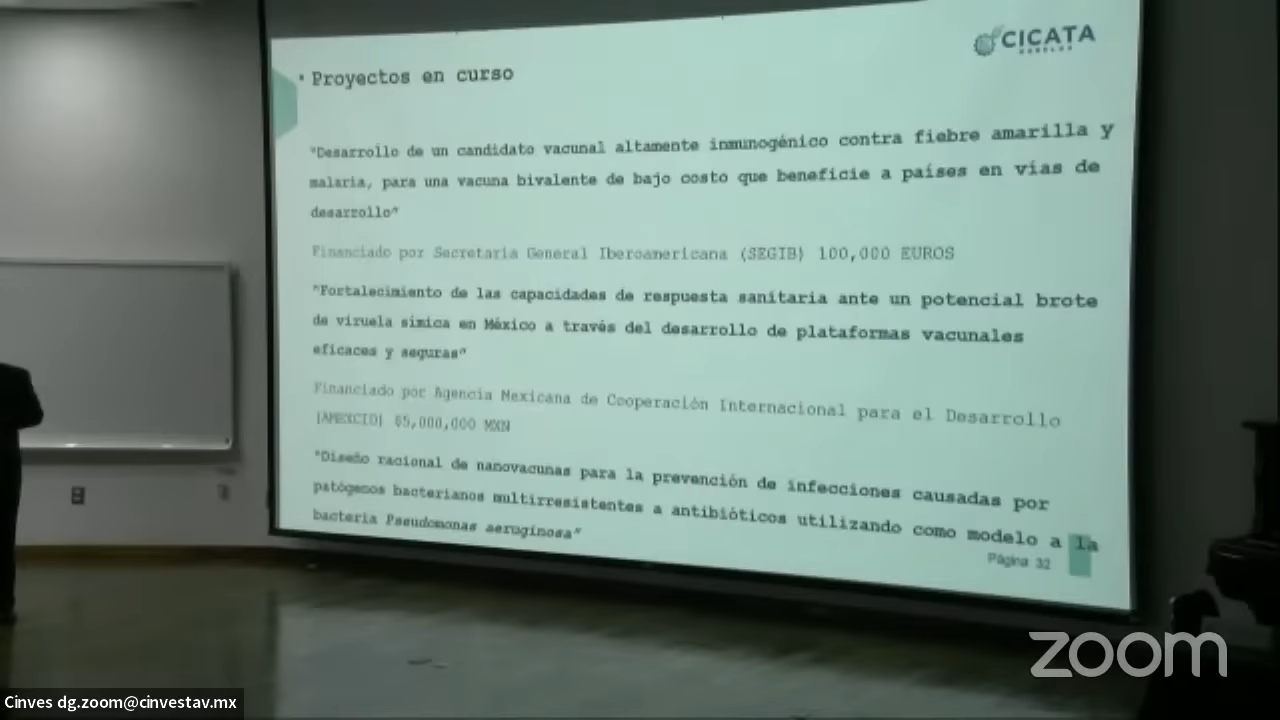 CICATA
MORELOS
• Proyectos en curso
"Desarrollo de un candidato vacunal altamente inmunogénico contra fiebre amarilla y
malaria, para una vacuna bivalente de bajo costo que beneficie a países en vías de
desarrollo"
Financiado por Secretaría General Iberoamericana (SEGIB) 100,000 EUROS
"Fortalecimiento de las capacidades de respuesta sanitaria ante un potencial brote
de viruela símica en México a través del desarrollo de plataformas vacunales
eficaces y seguras"
Financiado por Agencia Mexicana de Cooperación Internacional para el Desarrollo
(AMEXCID) MXN
"Diseño racional de nanovacunas para la prevención de infecciones causadas por
patógenos bacterianos multirresistentes a antibióticos utilizando como modelo a la
bacteria Pseudomonas aeruginosa"
Página 32
zoom
Cinves dg.zoom@cinvestav.mx